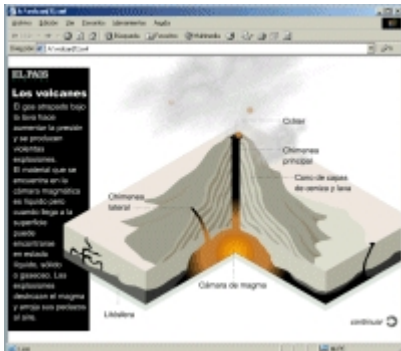 EL PAIS
Los volcanes
El gas atrapado bajo
la lava hace
aumentar la presión
y se producen
violentas
explosiones.
El material que se
encuentra en la
cámara magmática
es líquido pero
cuando llega a la
superficie
puede
encontrarse
en estado
líquido, sólido
o gaseoso. Las
explosiones
destrozan el magma
y arroja sus pedazos
al aire.
Cráter
Chimenea
principal
Cono de capas
de ceniza y lava
Chimenea
lateral
Cámara de magma
Litósfera
continuar